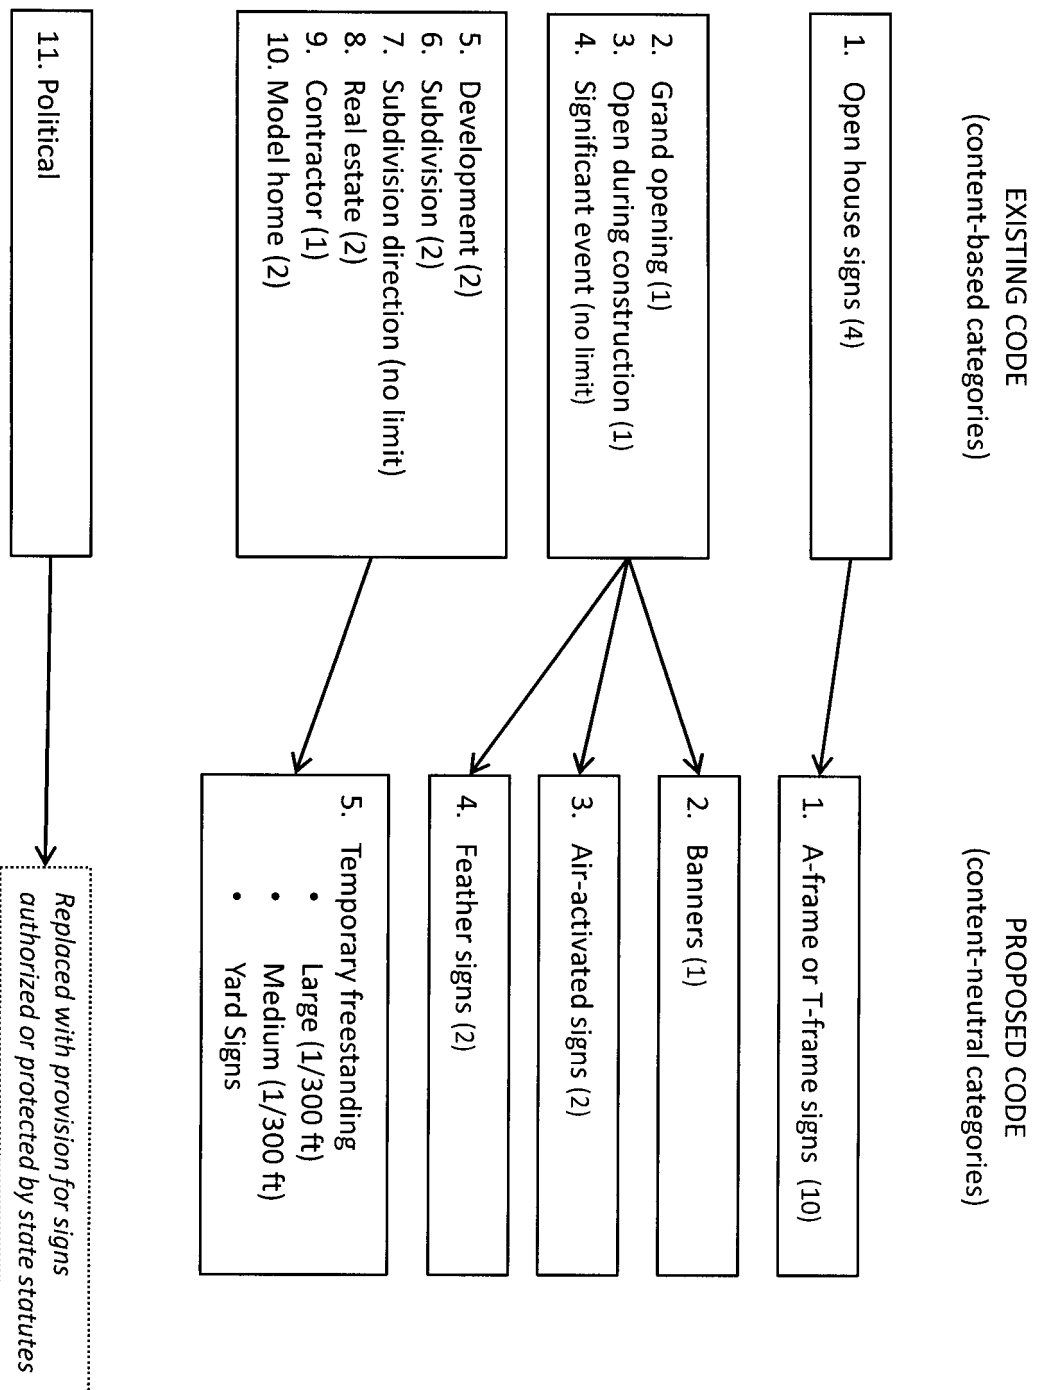 EXISTING CODE
(content-based categories)
1. Open house signs (4)
2. Grand opening (1)
3. Open during construction (1)
4. Significant event (no limit)
5. Development (2)
6. Subdivision (2)
7. Subdivision direction (no limit)
8. Real estate (2)
9. Contractor (1)
10. Model home (2)
11. Political
PROPOSED CODE
(content-neutral categories)
1. A-frame or T-frame signs (10)
2. Banners (1)
3. Air-activated signs (2)
4. Feather signs (2)
5. Temporary freestanding
• Large (1/300 ft)
• Medium (1/300 ft)
• Yard Signs
Replaced with provision for signs
authorized or protected by state statutes